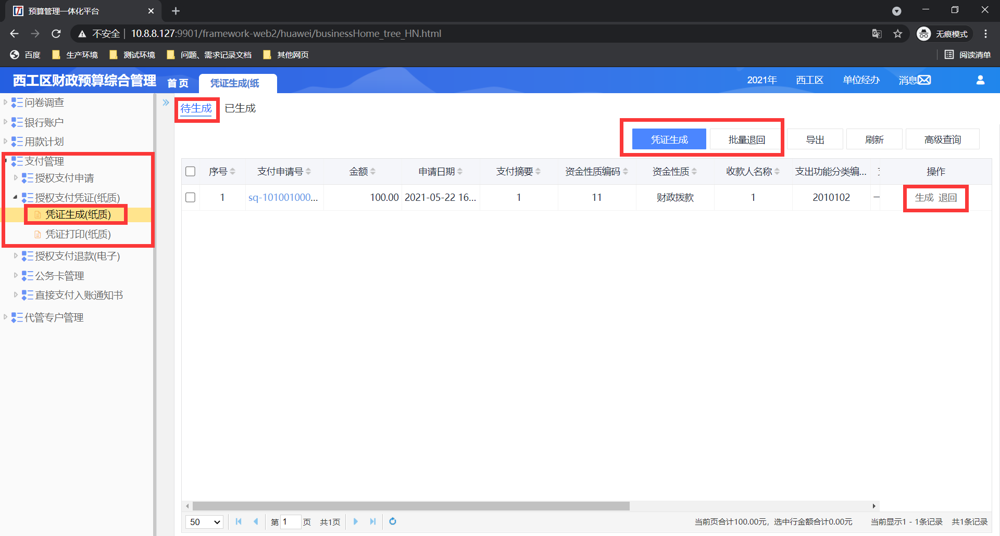 预算管理一体化平台
不安全 10.8.8.127:9901/framework-web2/huawei/businessHome_tree_HN.html 无痕模式
百度 生产环境 测试环境 问题、需求记录文档 其他网页 阅读清单
西工区财政预算综合管理 首页 凭证生成(纸 2021年 西工区 单位经办 消息
问卷调查
银行账户
用款计划
支付管理
授权支付申请
授权支付凭证(纸质)
凭证生成(纸质)
凭证打印(纸质)
授权支付退款(电子)
公务卡管理
直接支付入账通知书
代管专户管理
待生成 已生成
凭证生成 批量退回 导出 刷新 高级查询
序号 支付申请号 金额 申请日期 支付摘要 资金性质编码 资金性质 收款人名称 支出功能分类编... 操作
1 sq-101001000... 100.00 2021-05-22 16... 1 11 财政拨款 1 2010102 一 生成 退回
50 第 1 页 共1页 当前页合计100.00元，选中行金额合计0.00元 当前显示1 - 1条记录 共1条记录